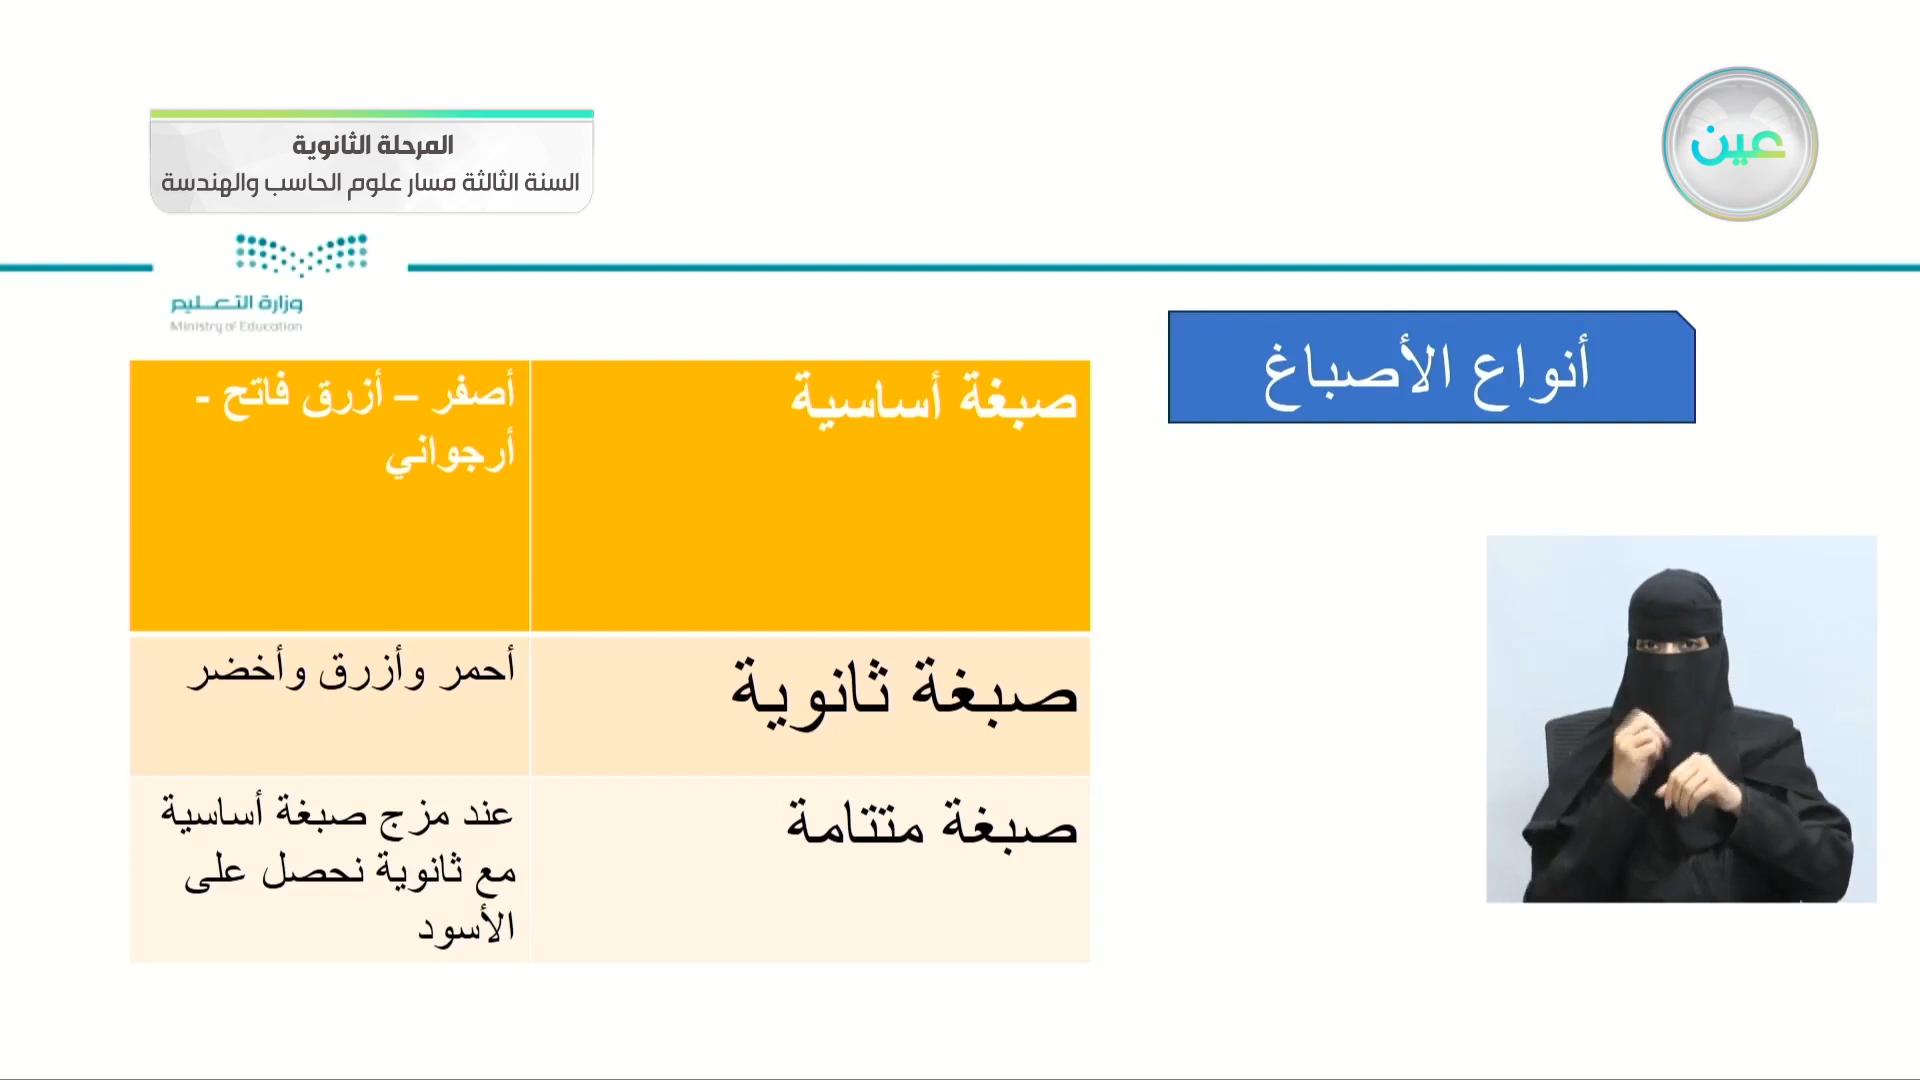 المرحلة الثانوية
السنة الثالثة مسار علوم الحاسب والهندسة
عين
وزارة التعليم
Ministry of Education
أنواع الأصباغ
صبغة أساسية
أصفر – أزرق فاتح -
أرجواني
صبغة ثانوية
أحمر وأزرق وأخضر
صبغة متتامة
عند مزج صبغة أساسية
مع ثانوية نحصل على
الأسود